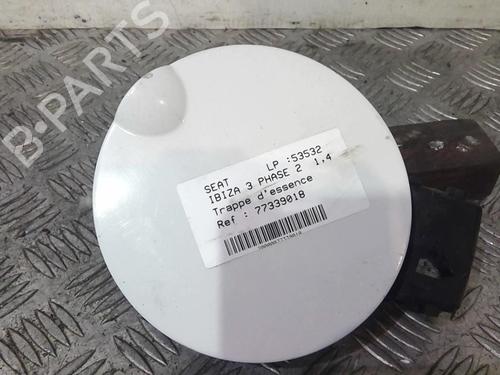 B-PARTS
SEAT LP :53532
IBIZA 3 PHASE 2 1,4
Trappe d'essence
Ref : 77339018